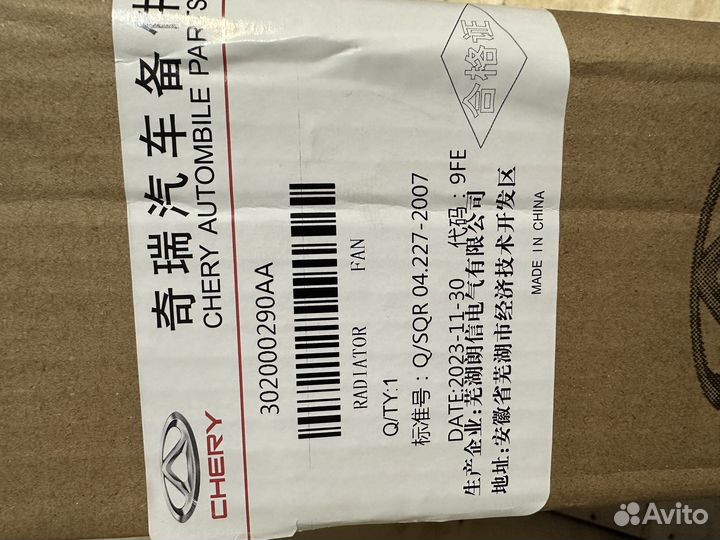 奇瑞汽车备件
CHERY AUTOMBILE PARTS
CHERY
302000290AA
RADIATOR FAN
Q/TY:1
标准号：Q/SQR 04.227-2007
DATE:2023-11-30 代码：9FE
生产企业:芜湖朗信电气有限公司
地址:安徽省芜湖市经济技术开发区
MADE IN CHINA
合格证
Avito